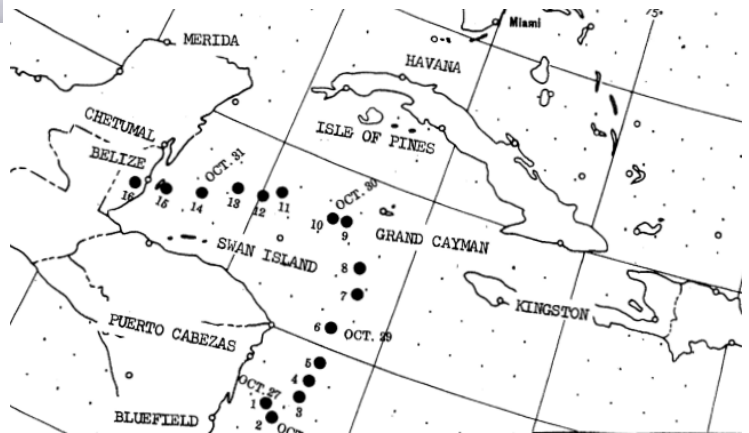 Miami
75°
MERIDA
HAVANA
CHETUMAL
ISLE OF PINES
BELIZE
OCT. 31
16
15
14
13
12
11
OCT. 30
10
9
GRAND CAYMAN
SWAN ISLAND
8
7
KINGSTON
PUERTO CABEZAS
6
OCT. 29
5
4
OCT. 27
3
1
2
BLUEFIELD